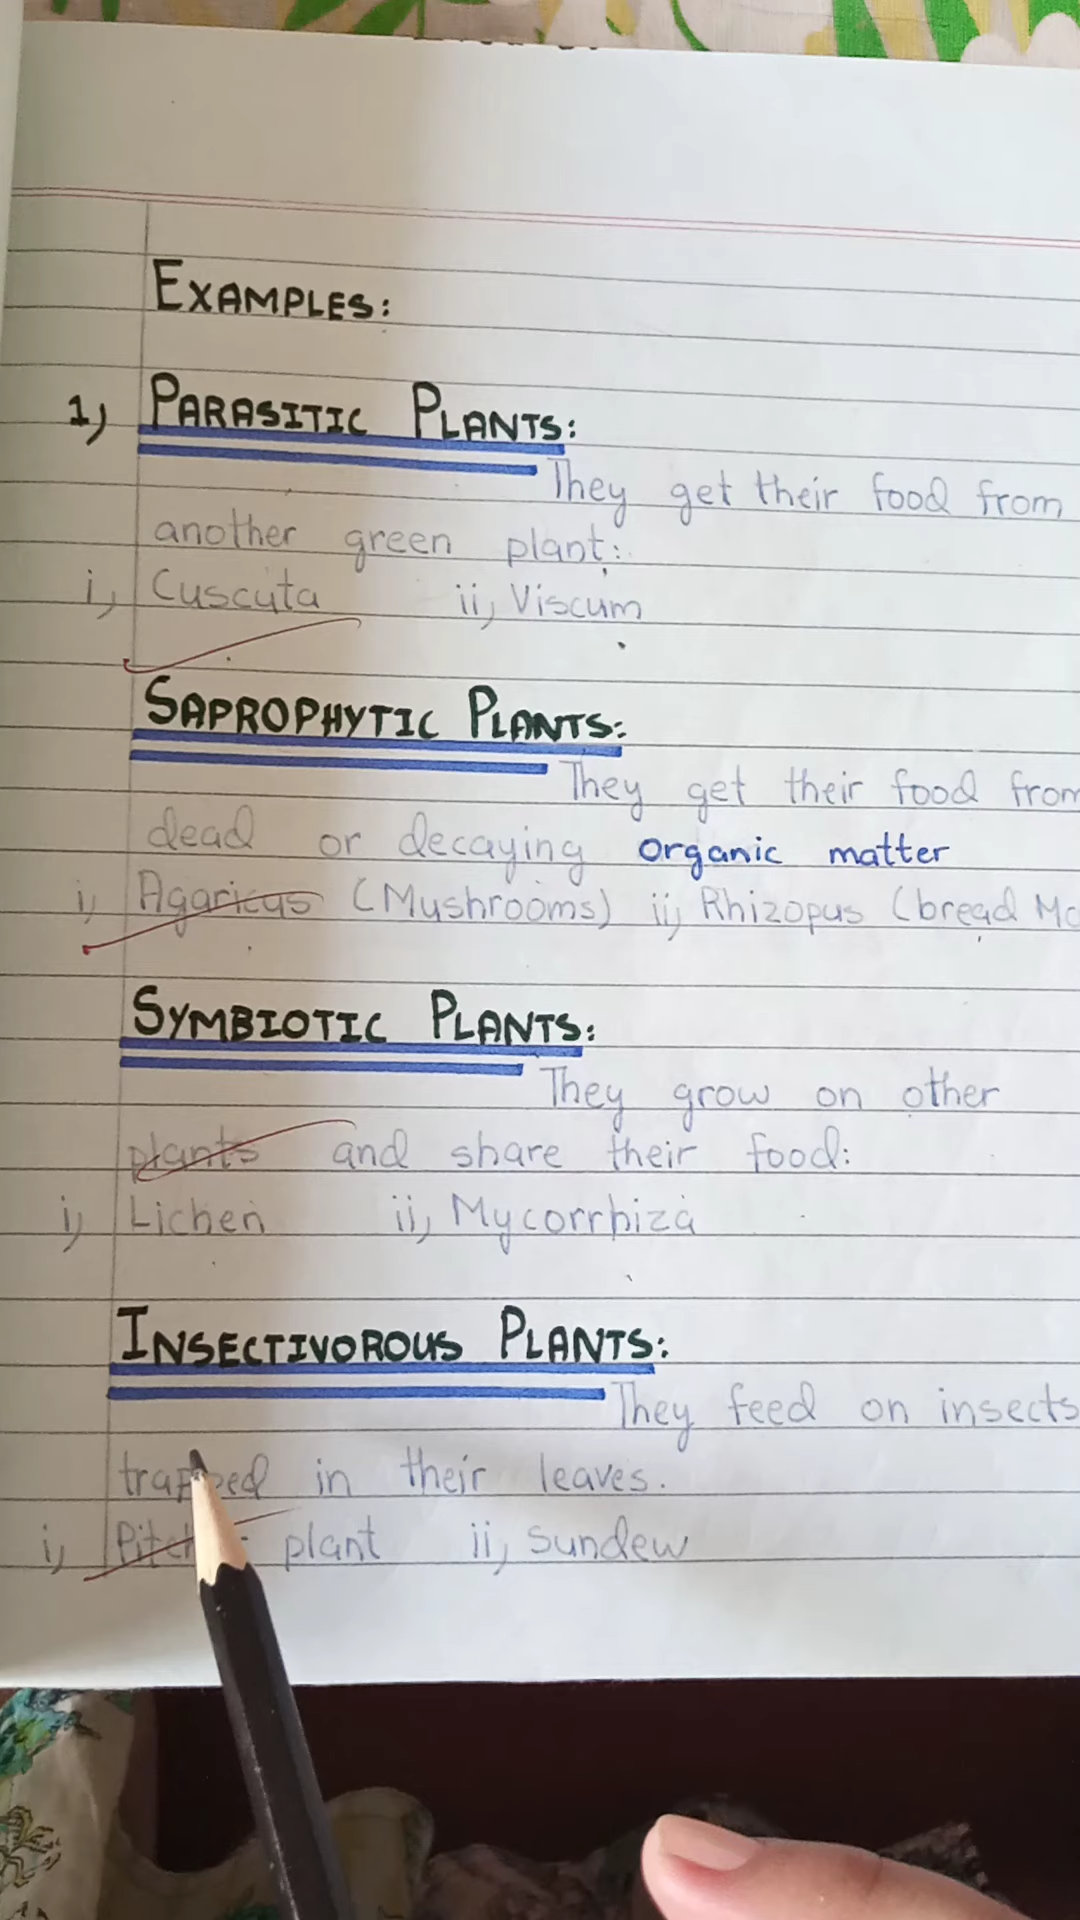 EXAMPLES:
1) PARASITIC PLANTS:
They get their food from
another green plant:
i) Cuscuta ii) Viscum
SAPROPHYTIC PLANTS:
They get their food from
dead or decaying organic matter
i) Agaricus (Mushrooms) ii) Rhizopus (bread
SYMBIOTIC PLANTS:
They grow on other
plants and share their food:
i) Lichen ii) Mycorrhiza
INSECTIVOROUS PLANTS:
They feed on insects
trapped in their leaves.
i) plant ii) Sundew